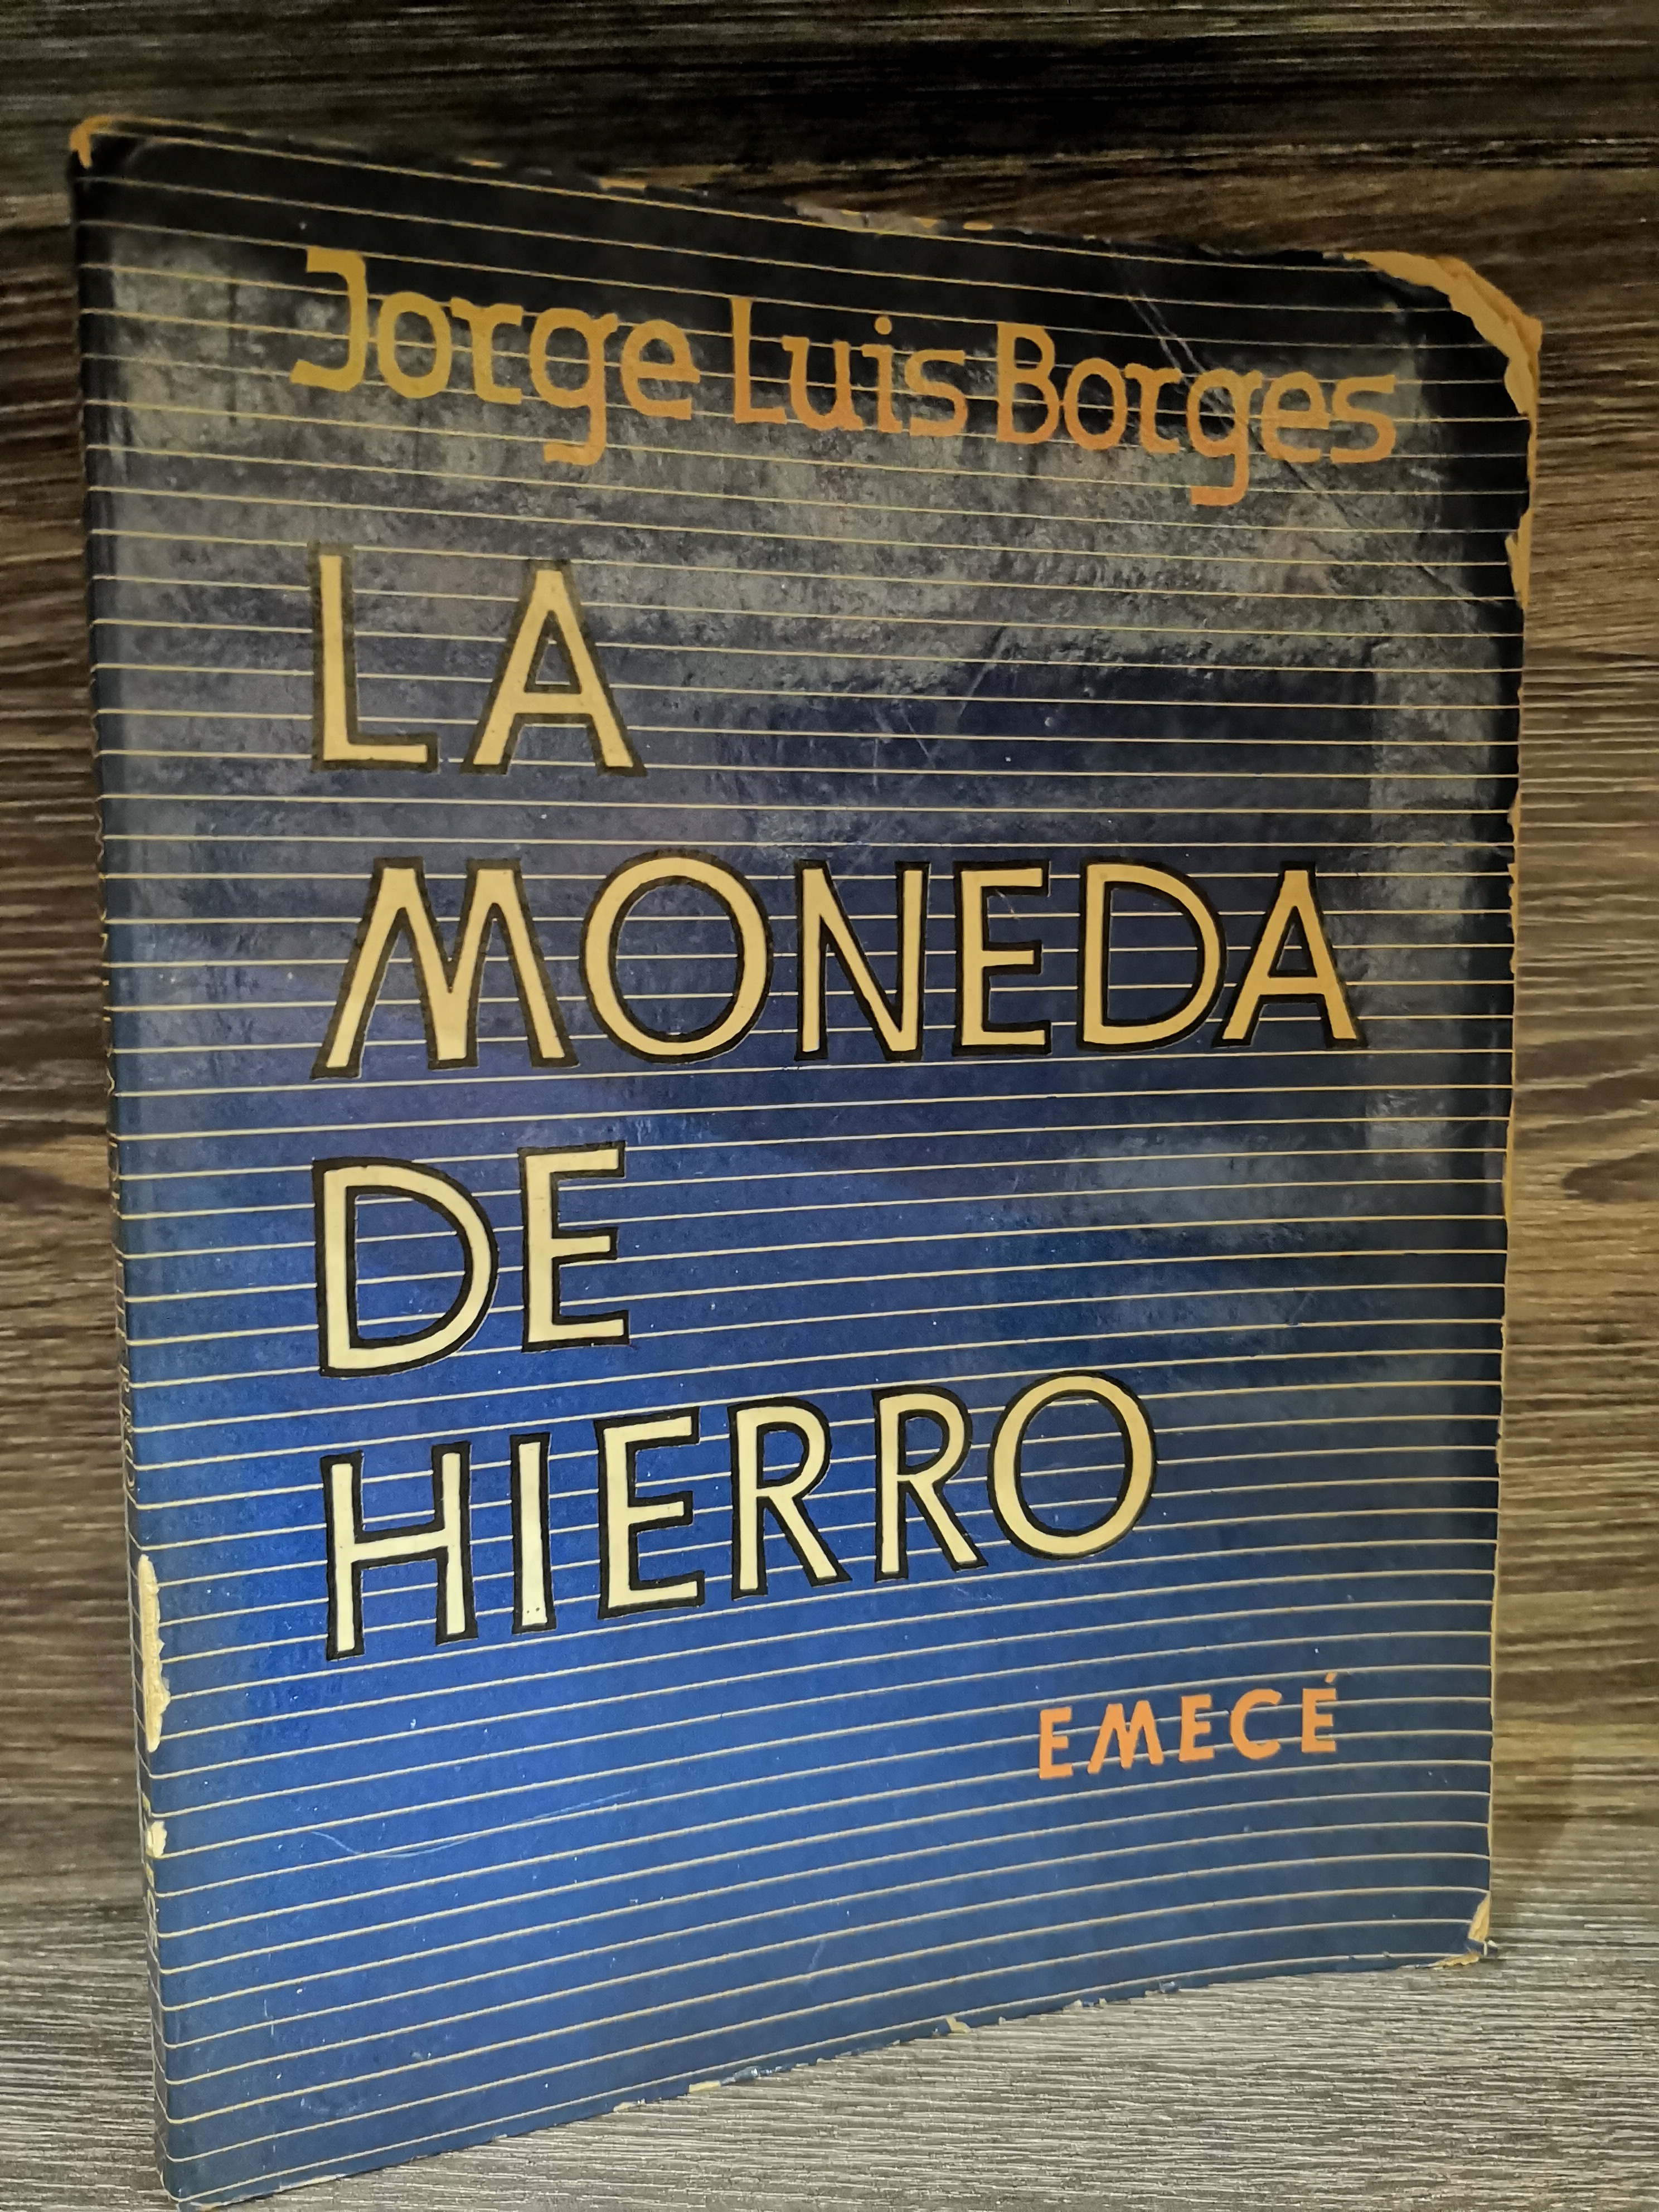 Jorge Luis Borges
LA
MONEDA
DE
HIERRO
EMECÉ